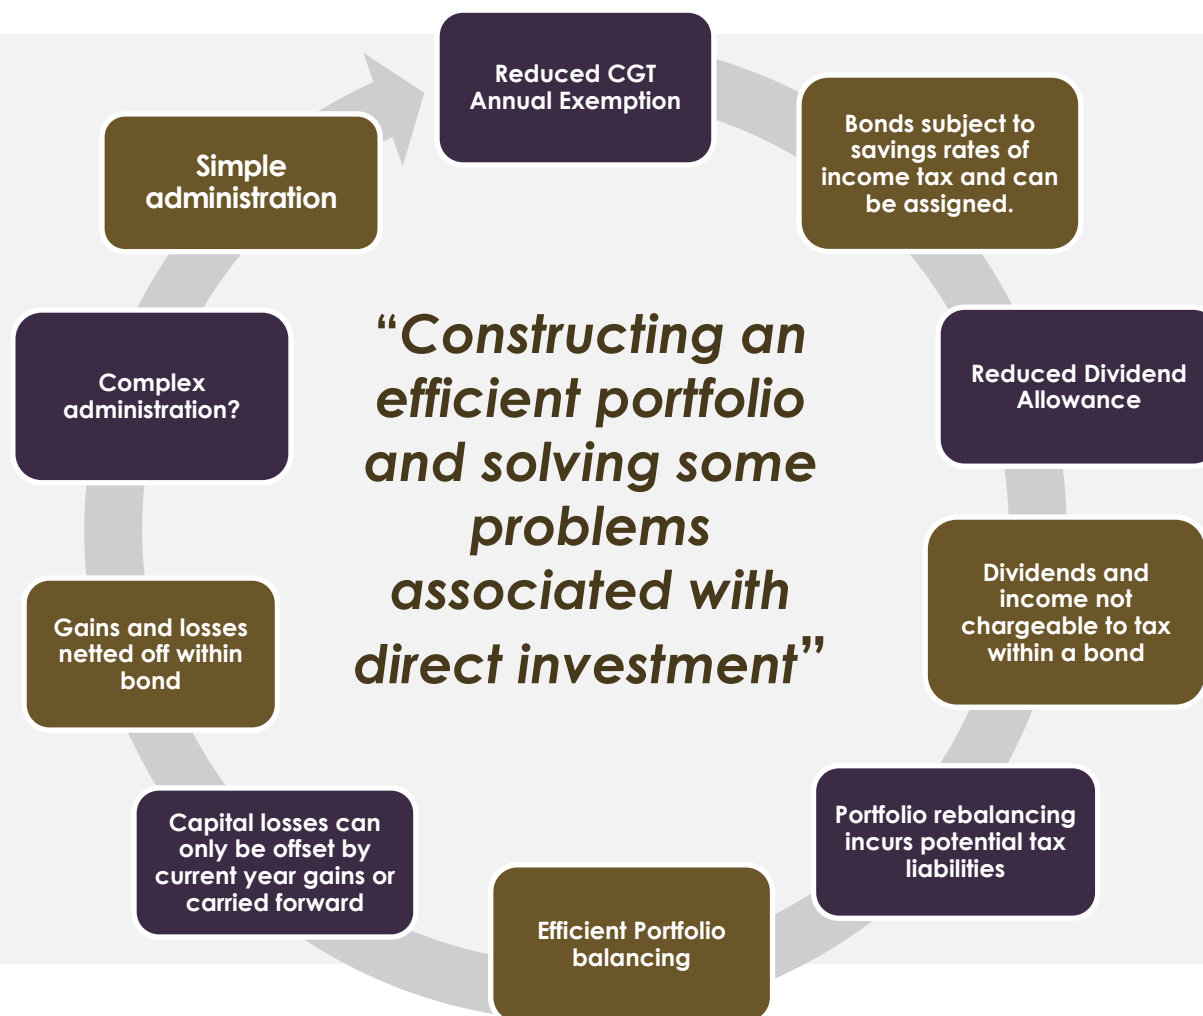 Reduced CGT
Annual Exemption
Bonds subject to
savings rates of
income tax and can
be assigned.
Reduced Dividend
Allowance
Dividends and
income not
chargeable to tax
within a bond
Portfolio rebalancing
incurs potential tax
liabilities
Efficient Portfolio
balancing
Capital losses can
only be offset by
current year gains or
carried forward
Gains and losses
netted off within
bond
Complex
administration?
Simple
administration
“Constructing an
efficient portfolio
and solving some
problems
associated with
direct investment”